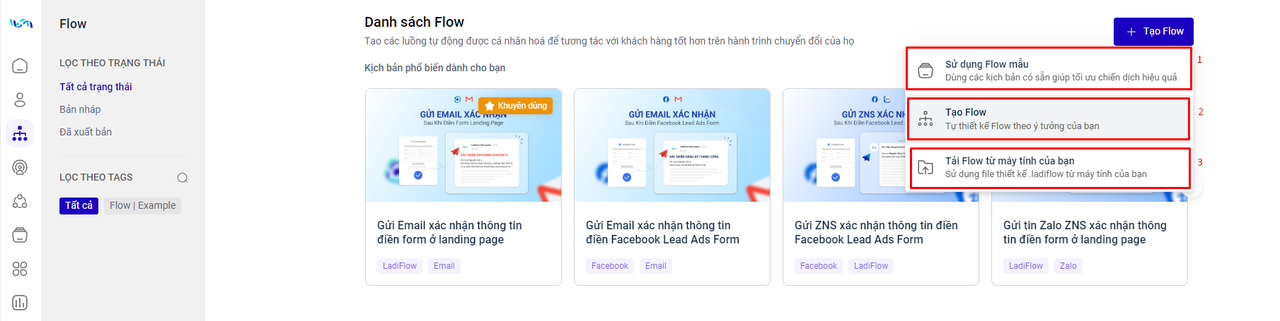 Flow
LỌC THEO TRẠNG THÁI
Tất cả trạng thái
Bản nháp
Đã xuất bản
LỌC THEO TAGS
Tất cả
Flow | Example
Danh sách Flow
Tạo các luồng tự động được cá nhân hoá để tương tác với khách hàng tốt hơn trên hành trình chuyển đổi của họ
Tạo Flow
Sử dụng Flow mẫu
Dùng các kịch bản có sẵn giúp tối ưu chiến dịch hiệu quả
1
Tạo Flow
Tự thiết kế Flow theo ý tưởng của bạn
2
Tải Flow từ máy tính của bạn
Sử dụng file thiết kế .ladiflow từ máy tính của bạn
3
Kịch bản phổ biến dành cho bạn
Khuyên dùng
GỬI EMAIL XÁC NHẬN
Sau Khi Điền Form Landing Page
Gửi Email xác nhận thông tin
điền form ở landing page
LadiFlow
Email
GỬI EMAIL XÁC NHẬN
Sau Khi Điền Facebook Lead Ads Form
Gửi Email xác nhận thông tin
điền Facebook Lead Ads Form
Facebook
Email
GỬI ZNS XÁC NH
Sau Khi Điền Facebook Le
Gửi ZNS xác nhận thông tin điền
Facebook Lead Ads Form
Facebook
LadiFlow
Gửi tin Zalo ZNS xác nhận thông
tin điền form ở landing page
LadiFlow
Zalo